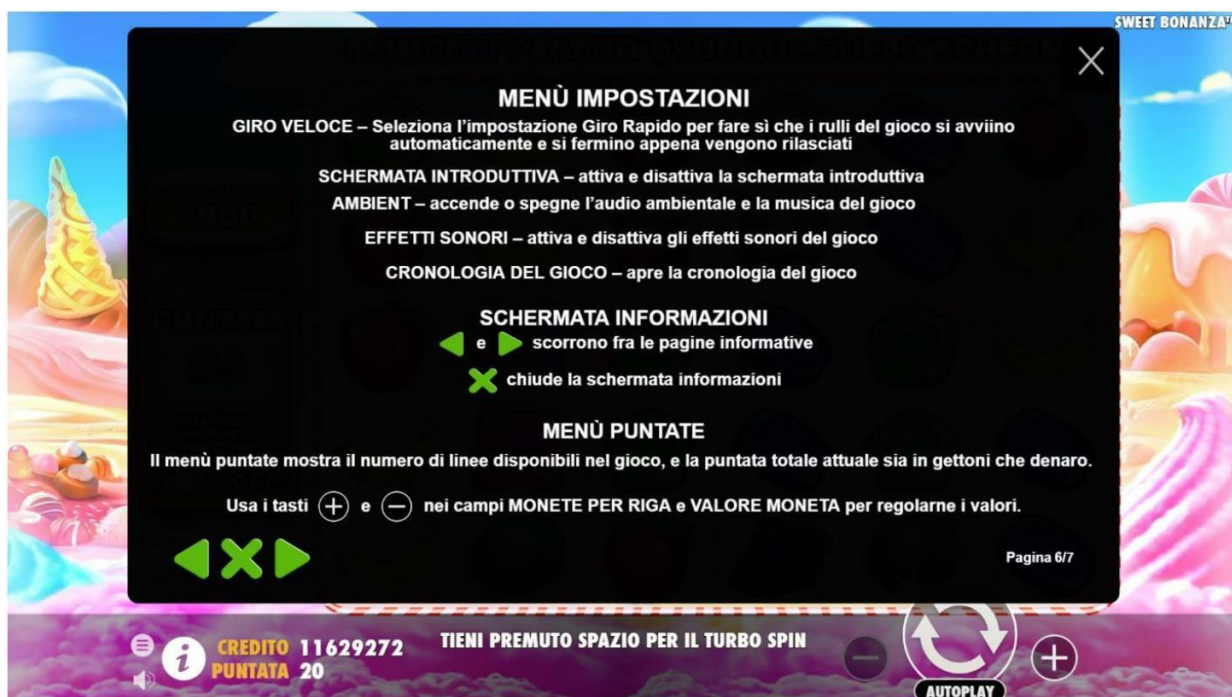 SWEET BONANZA
MENÙ IMPOSTAZIONI
GIRO VELOCE – Seleziona l'impostazione Giro Rapido per fare sì che i rulli del gioco si avviino
automaticamente e si fermino appena vengono rilasciati
SCHERMATA INTRODUTTIVA – attiva e disattiva la schermata introduttiva
AMBIENT – accende o spegne l'audio ambientale e la musica del gioco
EFFETTI SONORI – attiva e disattiva gli effetti sonori del gioco
CRONOLOGIA DEL GIOCO – apre la cronologia del gioco
SCHERMATA INFORMAZIONI
e scorrono fra le pagine informative
chiude la schermata informazioni
MENÙ PUNTATE
Il menù puntate mostra il numero di linee disponibili nel gioco, e la puntata totale attuale sia in gettoni che denaro.
Usa i tasti + e − nei campi MONETE PER RIGA e VALORE MONETA per regolarne i valori.
Pagina 6/7
CREDITO 11629272
PUNTATA 20
TIENI PREMUTO SPAZIO PER IL TURBO SPIN
AUTOPLAY